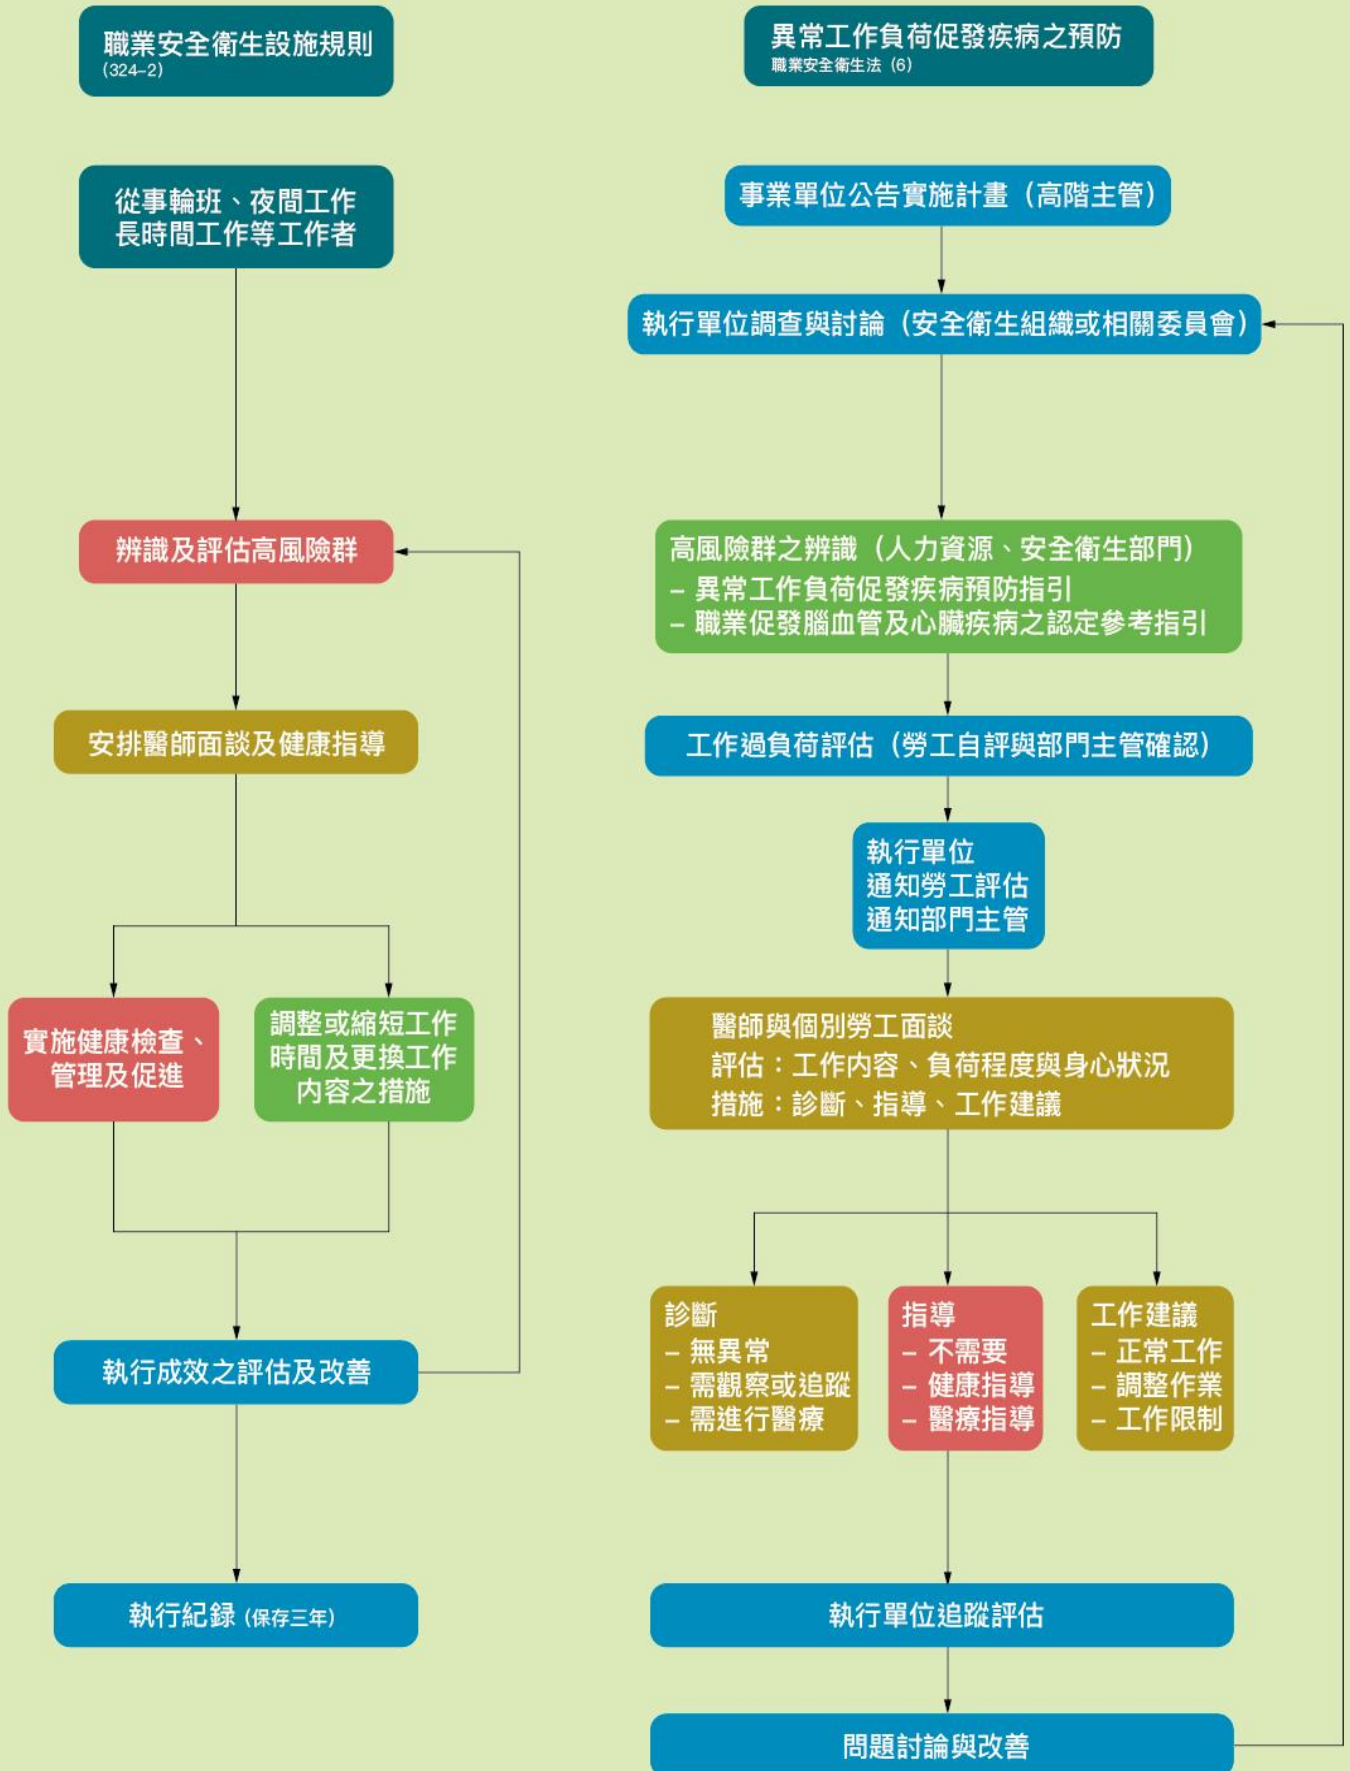 職業安全衛生設施規則
(324-2)
從事輪班、夜間工作
長時間工作等工作者
辨識及評估高風險群
安排醫師面談及健康指導
實施健康檢查、
管理及促進
調整或縮短工作
時間及更換工作
內容之措施
執行成效之評估及改善
執行紀錄 (保存三年)
異常工作負荷促發疾病之預防
職業安全衛生法 (6)
事業單位公告實施計畫（高階主管）
執行單位調查與討論（安全衛生組織或相關委員會）
高風險群之辨識（人力資源、安全衛生部門）
– 異常工作負荷促發疾病預防指引
– 職業促發腦血管及心臟疾病之認定參考指引
工作過負荷評估（勞工自評與部門主管確認）
執行單位
通知勞工評估
通知部門主管
醫師與個別勞工面談
評估：工作內容、負荷程度與身心狀況
措施：診斷、指導、工作建議
診斷
– 無異常
– 需觀察或追蹤
– 需進行醫療
指導
– 不需要
– 健康指導
– 醫療指導
工作建議
– 正常工作
– 調整作業
– 工作限制
執行單位追蹤評估
問題討論與改善